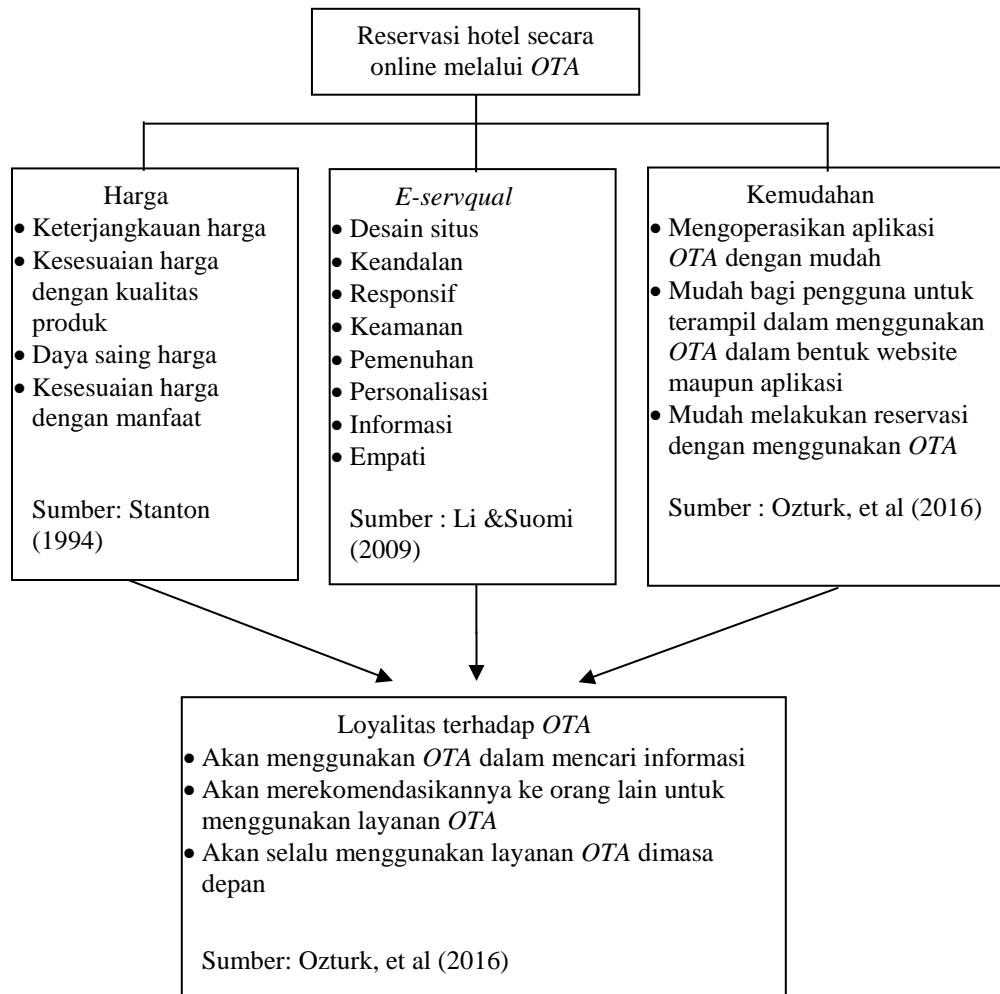 Reservasi hotel secara
online melalui OTA
Harga
• Keterjangkauan harga
• Kesesuaian harga
dengan kualitas
produk
• Daya saing harga
• Kesesuaian harga
dengan manfaat
Sumber: Stanton
(1994)
E-servqual
• Desain situs
• Keandalan
• Responsif
• Keamanan
• Pemenuhan
• Personalisasi
• Informasi
• Empati
Sumber : Li &Suomi
(2009)
Kemudahan
• Mengoperasikan aplikasi
OTA dengan mudah
• Mudah bagi pengguna untuk
terampil dalam menggunakan
OTA dalam bentuk website
maupun aplikasi
• Mudah melakukan reservasi
dengan menggunakan OTA
Sumber : Ozturk, et al (2016)
Loyalitas terhadap OTA
• Akan menggunakan OTA dalam mencari informasi
• Akan merekomendasikannya ke orang lain untuk
menggunakan layanan OTA
• Akan selalu menggunakan layanan OTA dimasa
depan
Sumber: Ozturk, et al (2016)